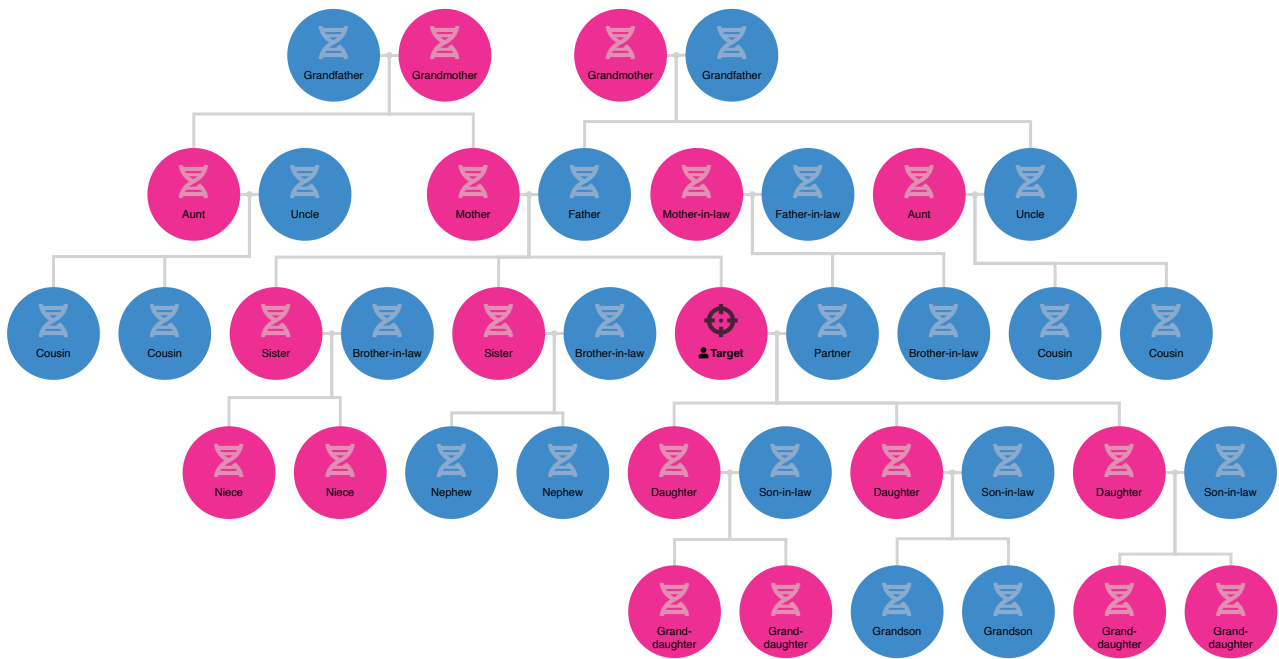 Grandfather
Grandmother
Grandmother
Grandfather
Aunt
Uncle
Mother
Father
Mother-in-law
Father-in-law
Aunt
Uncle
Cousin
Cousin
Sister
Brother-in-law
Sister
Brother-in-law
Target
Partner
Brother-in-law
Cousin
Cousin
Niece
Niece
Nephew
Nephew
Daughter
Son-in-law
Daughter
Son-in-law
Daughter
Son-in-law
Grand-
daughter
Grand-
daughter
Grandson
Grandson
Grand-
daughter
Grand-
daughter